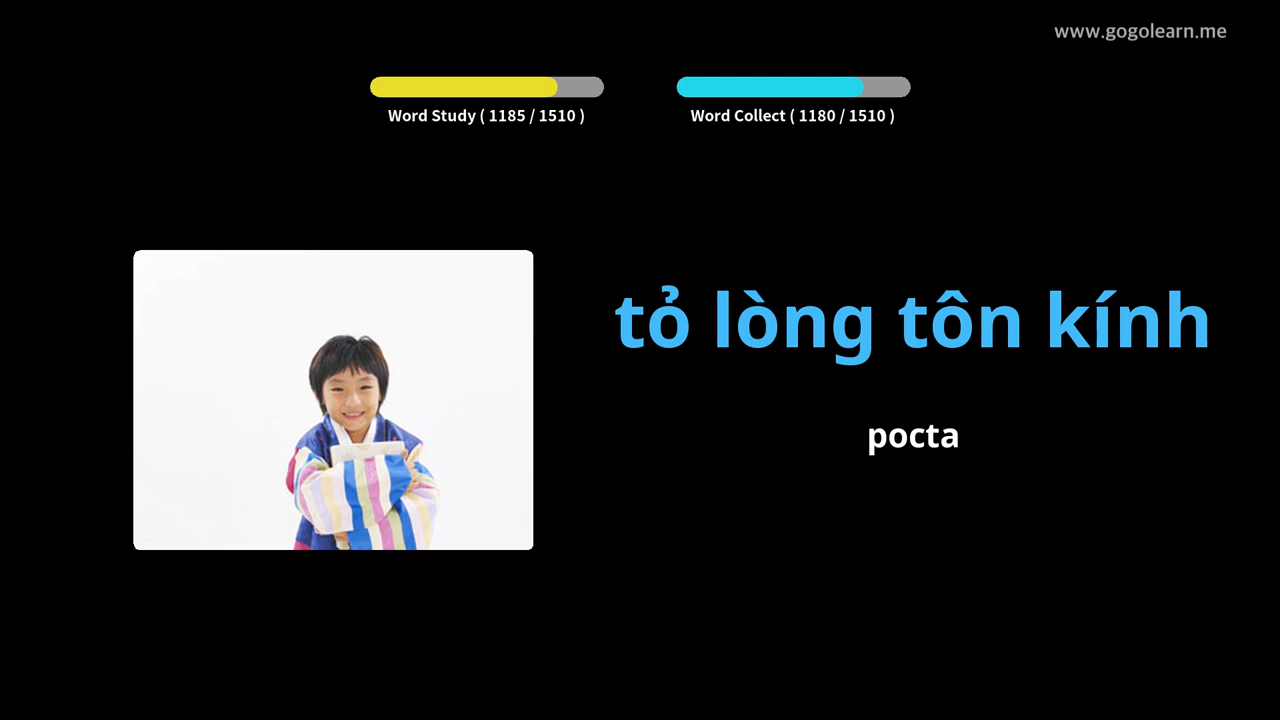 www.gogolearn.me
Word Study ( 1185 / 1510 )
Word Collect ( 1180 / 1510 )
tỏ lòng tôn kính
pocta